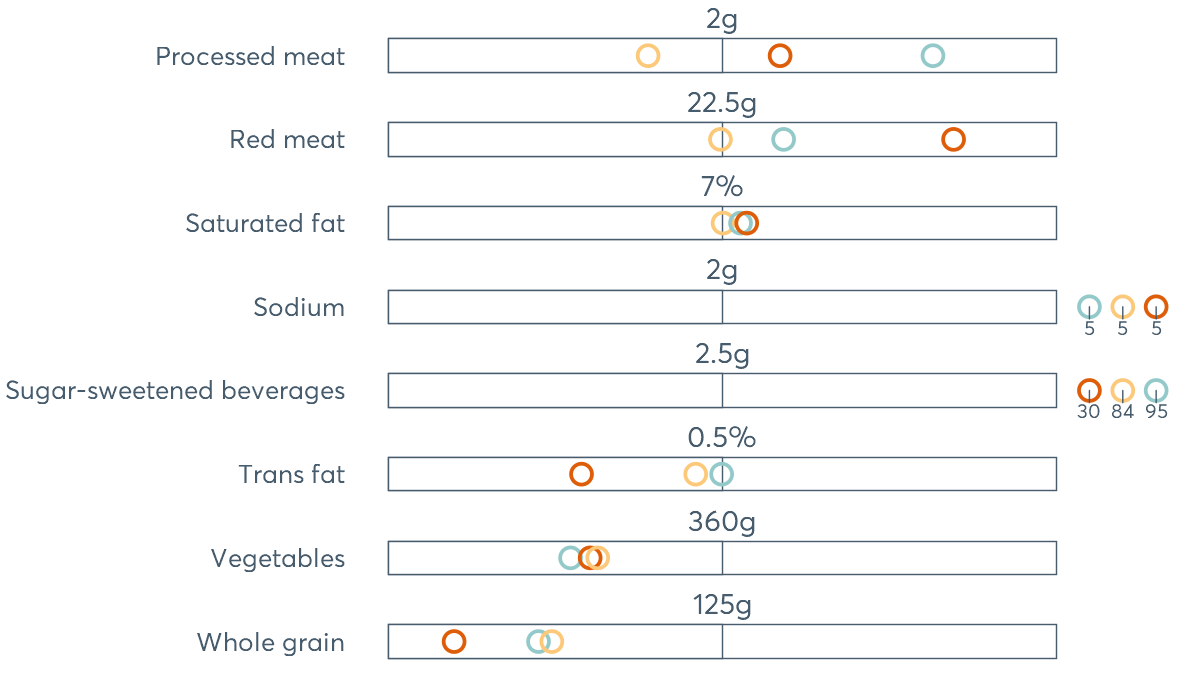 2g
Processed meat
22.5g
Red meat
7%
Saturated fat
2g
Sodium
5 5 5
2.5g
Sugar-sweetened beverages
30 84 95
0.5%
Trans fat
360g
Vegetables
125g
Whole grain